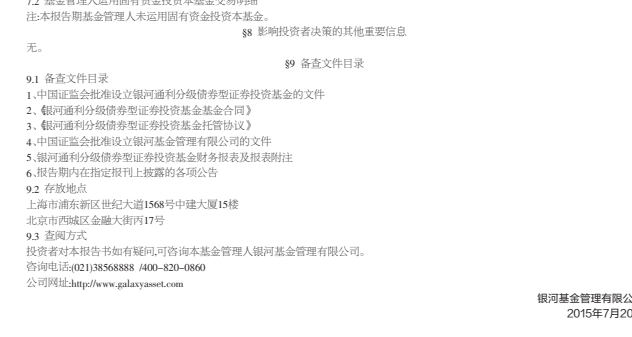 7.2 基金管理人运用固有资金投资本基金交易明细
注:本报告期基金管理人未运用固有资金投资本基金。
§8 影响投资者决策的其他重要信息
无。
§9 备查文件目录
9.1 备查文件目录
1、中国证监会批准设立银河通利分级债券型证券投资基金的文件
2、《银河通利分级债券型证券投资基金基金合同》
3、《银河通利分级债券型证券投资基金托管协议》
4、中国证监会批准设立银河基金管理有限公司的文件
5、银河通利分级债券型证券投资基金财务报表及报表附注
6、报告期内在指定报刊上披露的各项公告
9.2 存放地点
上海市浦东新区世纪大道1568号中建大厦15楼
北京市西城区金融大街丙17号
9.3 查阅方式
投资者对本报告书如有疑问,可咨询本基金管理人银河基金管理有限公司。
咨询电话:(021)38568888 /400-820-0860
公司网址:http://www.galaxyasset.com
银河基金管理有限公
2015年7月20